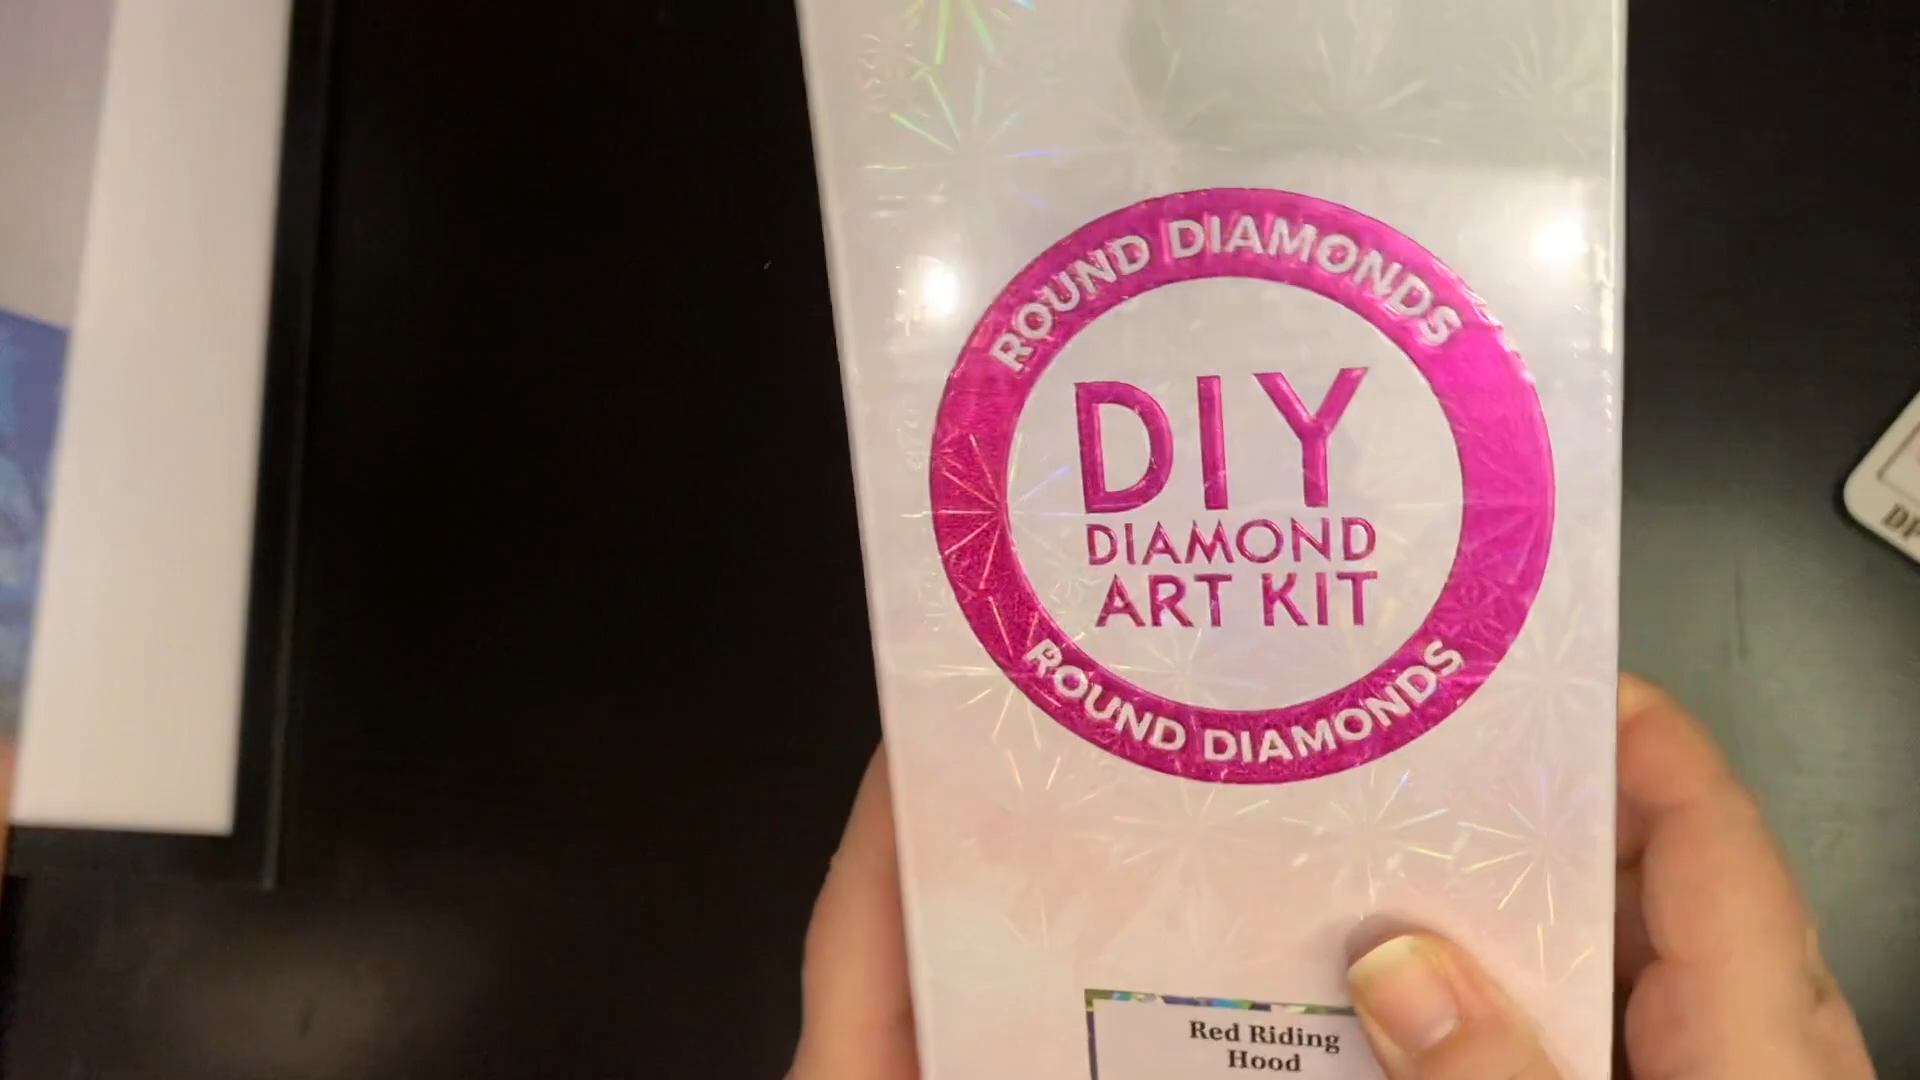 ROUND DIAMONDS
DIY
DIAMOND
ART KIT
ROUND DIAMONDS
Red Riding
Hood